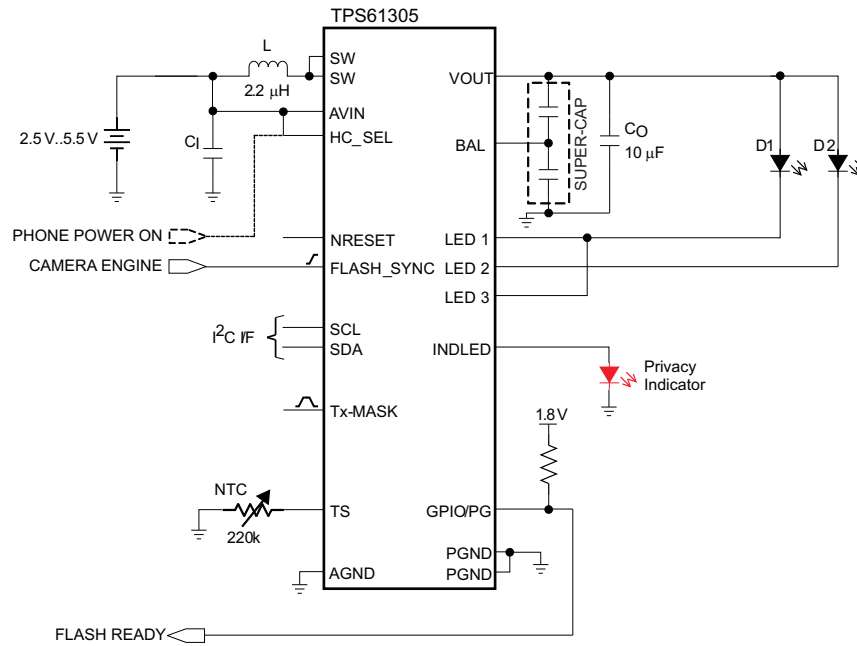 TPS61305
L
2.2 μH
SW
SW
AVIN
HC_SEL
2.5 V..5.5 V
CI
PHONE POWER ON
NRESET
CAMERA ENGINE
FLASH_SYNC
I2C I/F
SCL
SDA
Tx-MASK
NTC
220k
TS
AGND
FLASH READY
VOUT
BAL
SUPER-CAP
CO
10 μF
D1
D2
LED 1
LED 2
LED 3
INDLED
Privacy
Indicator
1.8 V
GPIO/PG
PGND
PGND